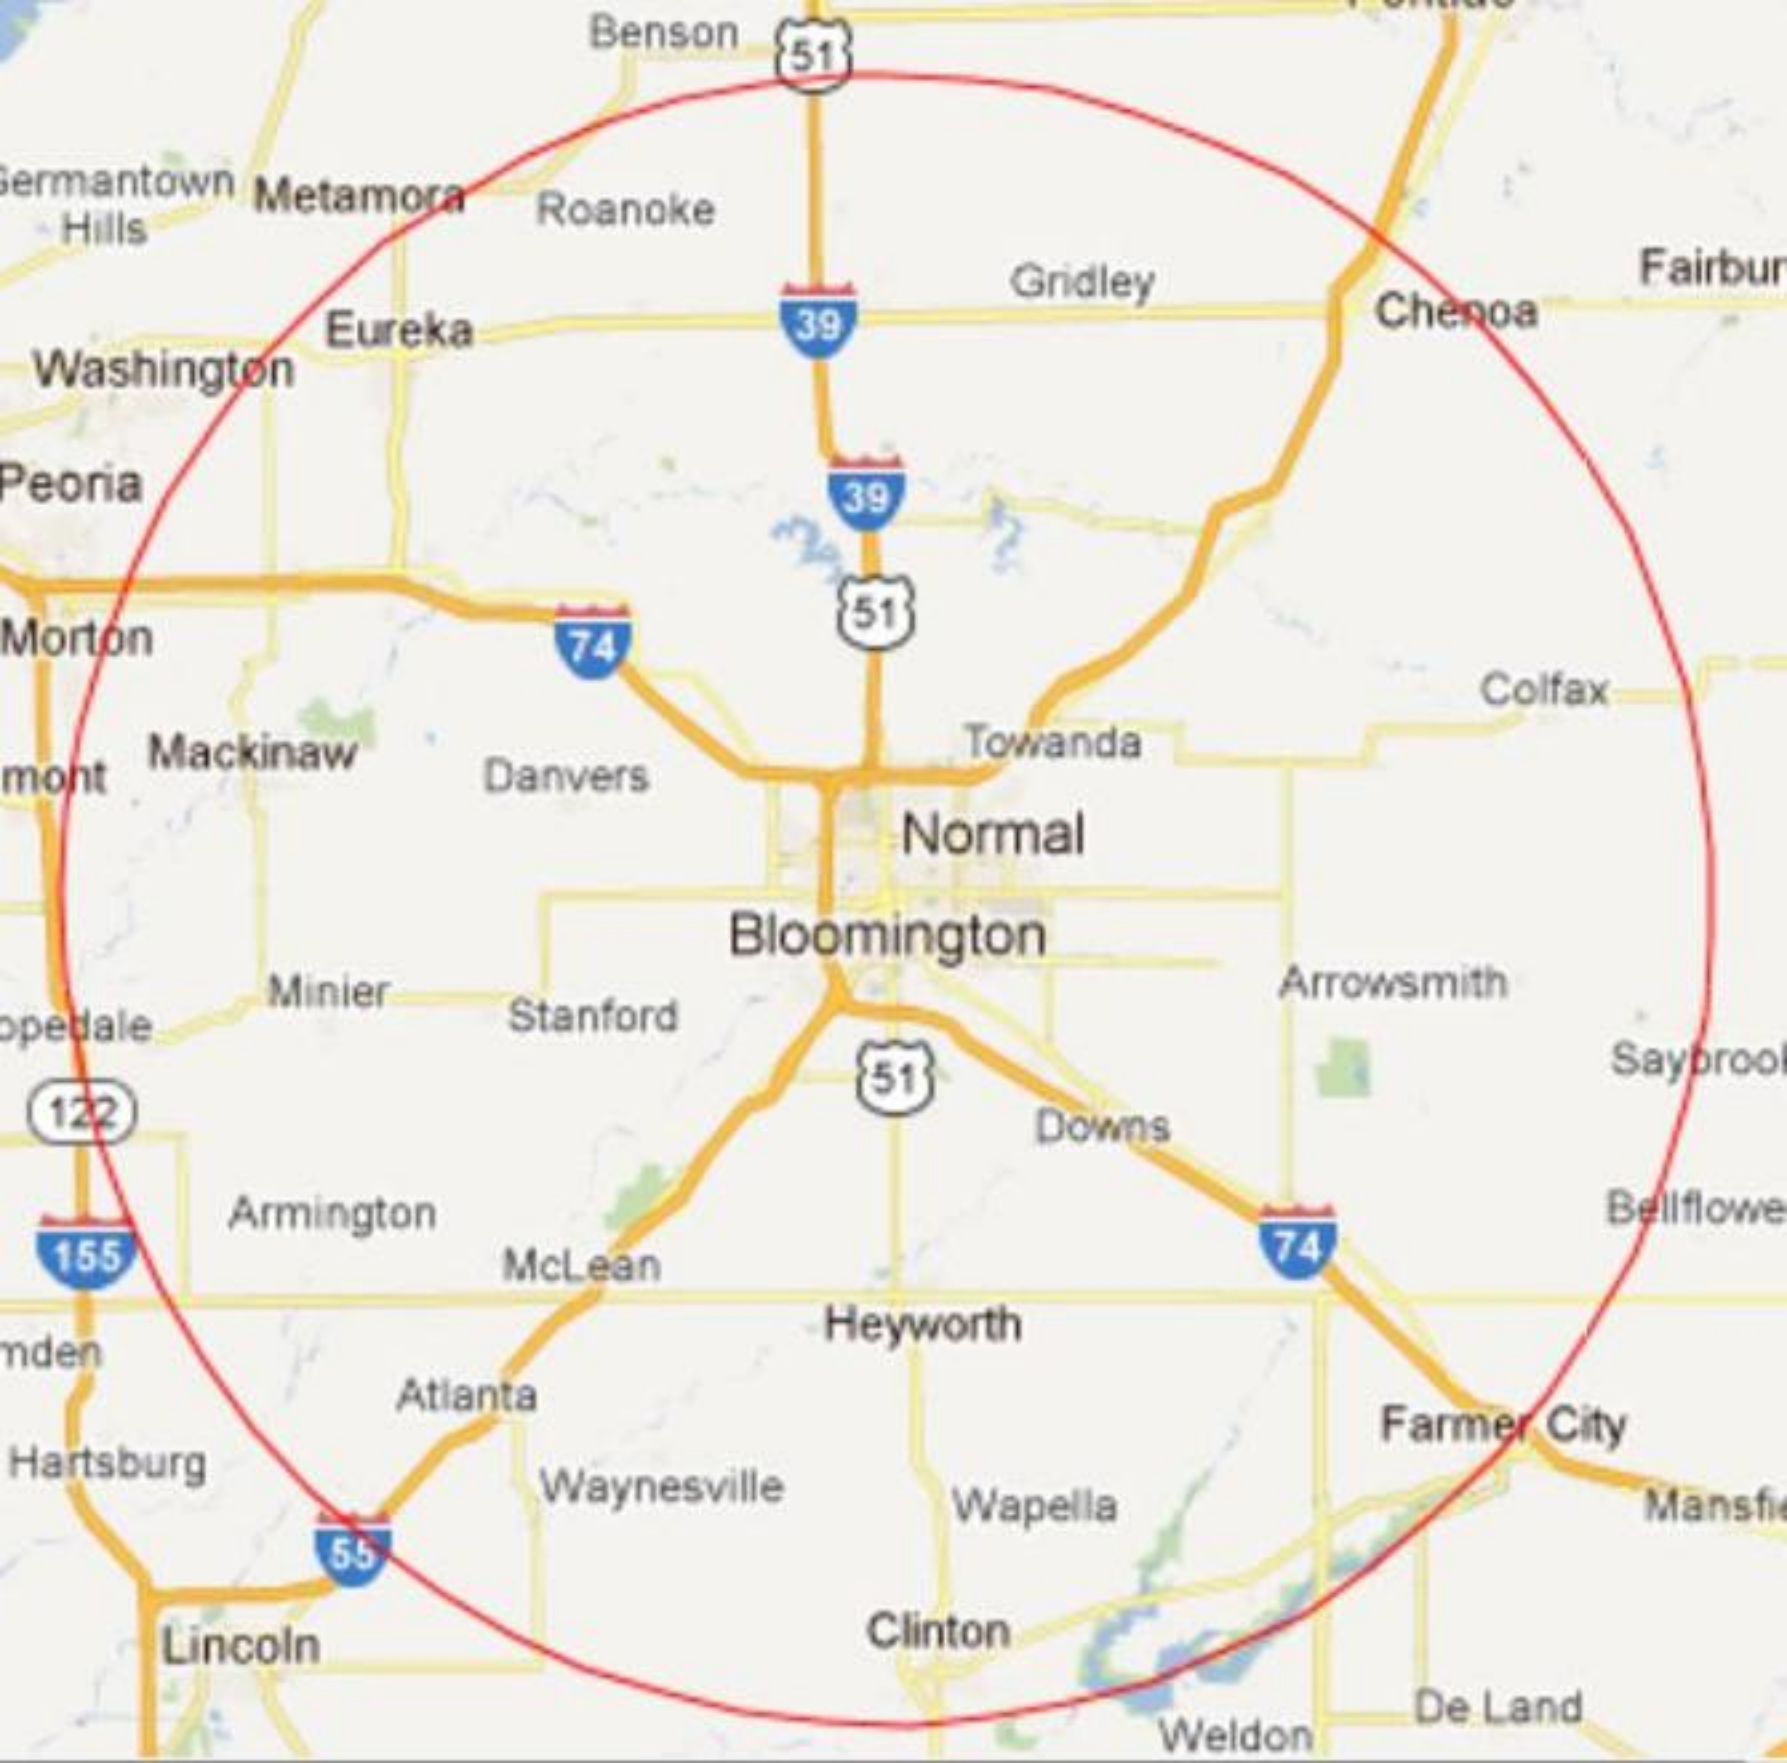 Benson
51
Germantown
Hills
Metamora
Roanoke
Gridley
Fairbur
39
Chenoa
Eureka
Washington
Peoria
39
51
74
Morton
Colfax
Towanda
Mackinaw
mont
Danvers
Normal
Bloomington
Arrowsmith
Minier
Stanford
opedale
Saybrook
51
122
Downs
Armington
Bellflowe
74
155
McLean
Heyworth
mden
Atlanta
Farmer City
Hartsburg
Waynesville
Wapella
Mansfie
55
Clinton
Lincoln
De Land
Weldon